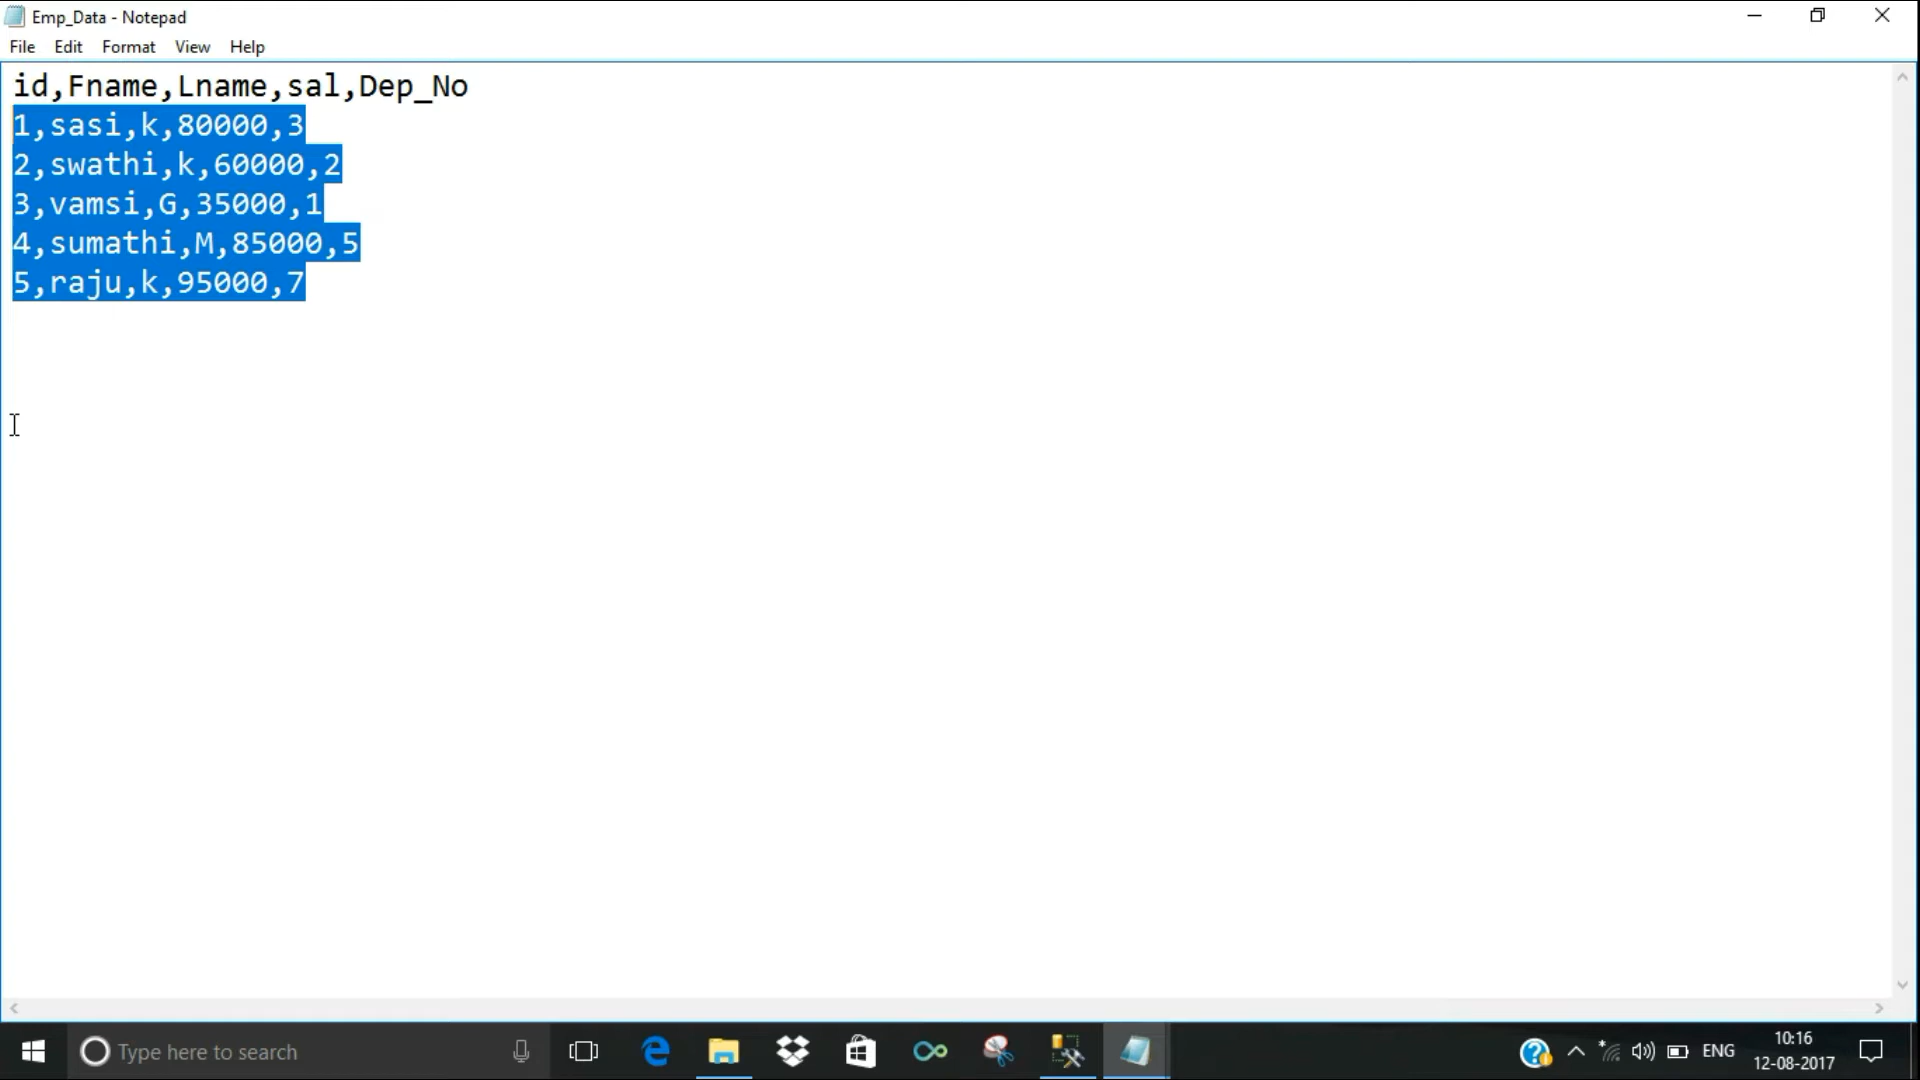 Emp_Data - Notepad
File Edit Format View Help
id,Fname,Lname,sal,Dep_No
1,sasi,k,80000,3
2,swathi,k,60000,2
3,vamsi,G,35000,1
4,sumathi,M,85000,5
5,raju,k,95000,7
Type here to search
ENG
10:16
12-08-2017